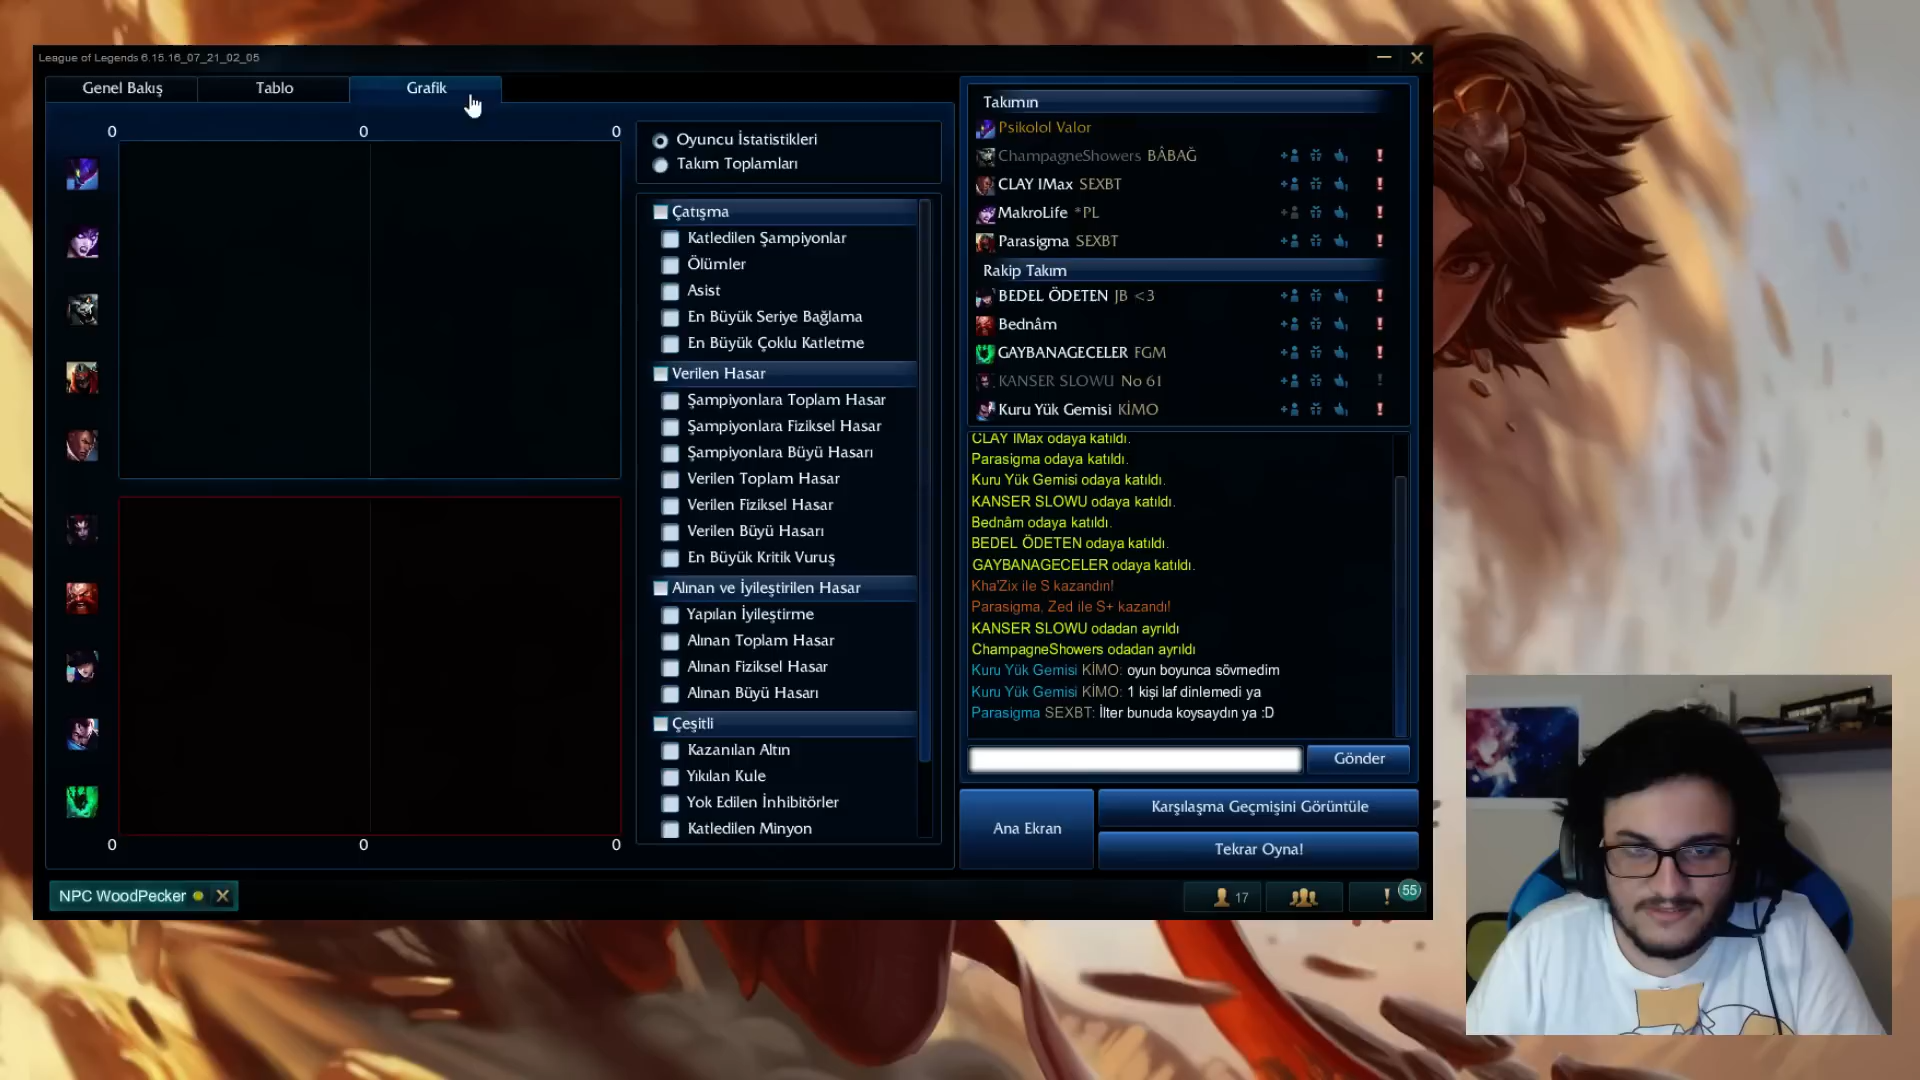 League of Legends 6.15.16_07_21_02_05
Genel Bakış
Tablo
Grafik
0
0
0
0
0
0
Oyuncu İstatistikleri
Takım Toplamları
Çatışma
Katledilen Şampiyonlar
Ölümler
Asist
En Büyük Seriye Bağlama
En Büyük Çoklu Katletme
Verilen Hasar
Şampiyonlara Toplam Hasar
Şampiyonlara Fiziksel Hasar
Şampiyonlara Büyü Hasarı
Verilen Toplam Hasar
Verilen Fiziksel Hasar
Verilen Büyü Hasarı
En Büyük Kritik Vuruş
Alınan ve İyileştirilen Hasar
Yapılan İyileştirme
Alınan Toplam Hasar
Alınan Fiziksel Hasar
Alınan Büyü Hasarı
Çeşitli
Kazanılan Altın
Yıkılan Kule
Yok Edilen İnhibitörler
Katledilen Minyon
Takımın
Psikolol Valor
ChampagneShowers BÂBAĞ
CLAY IMax SEXBT
MakroLife *PL
Parasigma SEXBT
Rakip Takım
BEDEL ÖDETEN JB <3
Bednâm
GAYBANAGECELER FGM
KANSER SLOWU No 61
Kuru Yük Gemisi KİMO
CLAY IMax odaya katıldı.
Parasigma odaya katıldı.
Kuru Yük Gemisi odaya katıldı.
KANSER SLOWU odaya katıldı.
Bednâm odaya katıldı.
BEDEL ÖDETEN odaya katıldı.
GAYBANAGECELER odaya katıldı.
Kha'Zix ile S kazandın!
Parasigma, Zed ile S+ kazandı!
KANSER SLOWU odadan ayrıldı
ChampagneShowers odadan ayrıldı
Kuru Yük Gemisi KİMO: oyun boyunca sövmedim
Kuru Yük Gemisi KİMO: 1 kişi laf dinlemedi ya
Parasigma SEXBT: İlter bunuda koysaydın ya :D
Gönder
Ana Ekran
Karşılaşma Geçmişini Görüntüle
Tekrar Oyna!
NPC WoodPecker
17
55